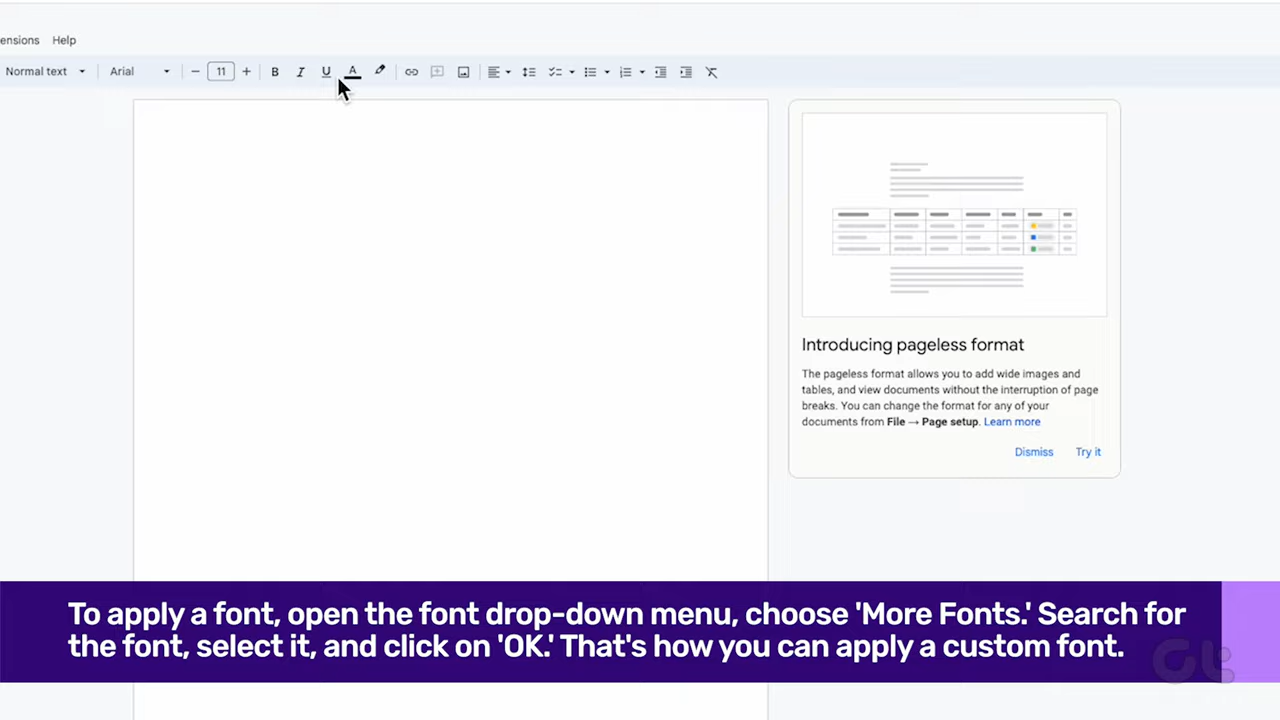 ensions Help
Normal text Arial − 11 + B I U A
Introducing pageless format
The pageless format allows you to add wide images and
tables, and view documents without the interruption of page
breaks. You can change the format for any of your
documents from File → Page setup. Learn more
Dismiss Try it
To apply a font, open the font drop-down menu, choose 'More Fonts.' Search for
the font, select it, and click on 'OK.' That's how you can apply a custom font.
GL